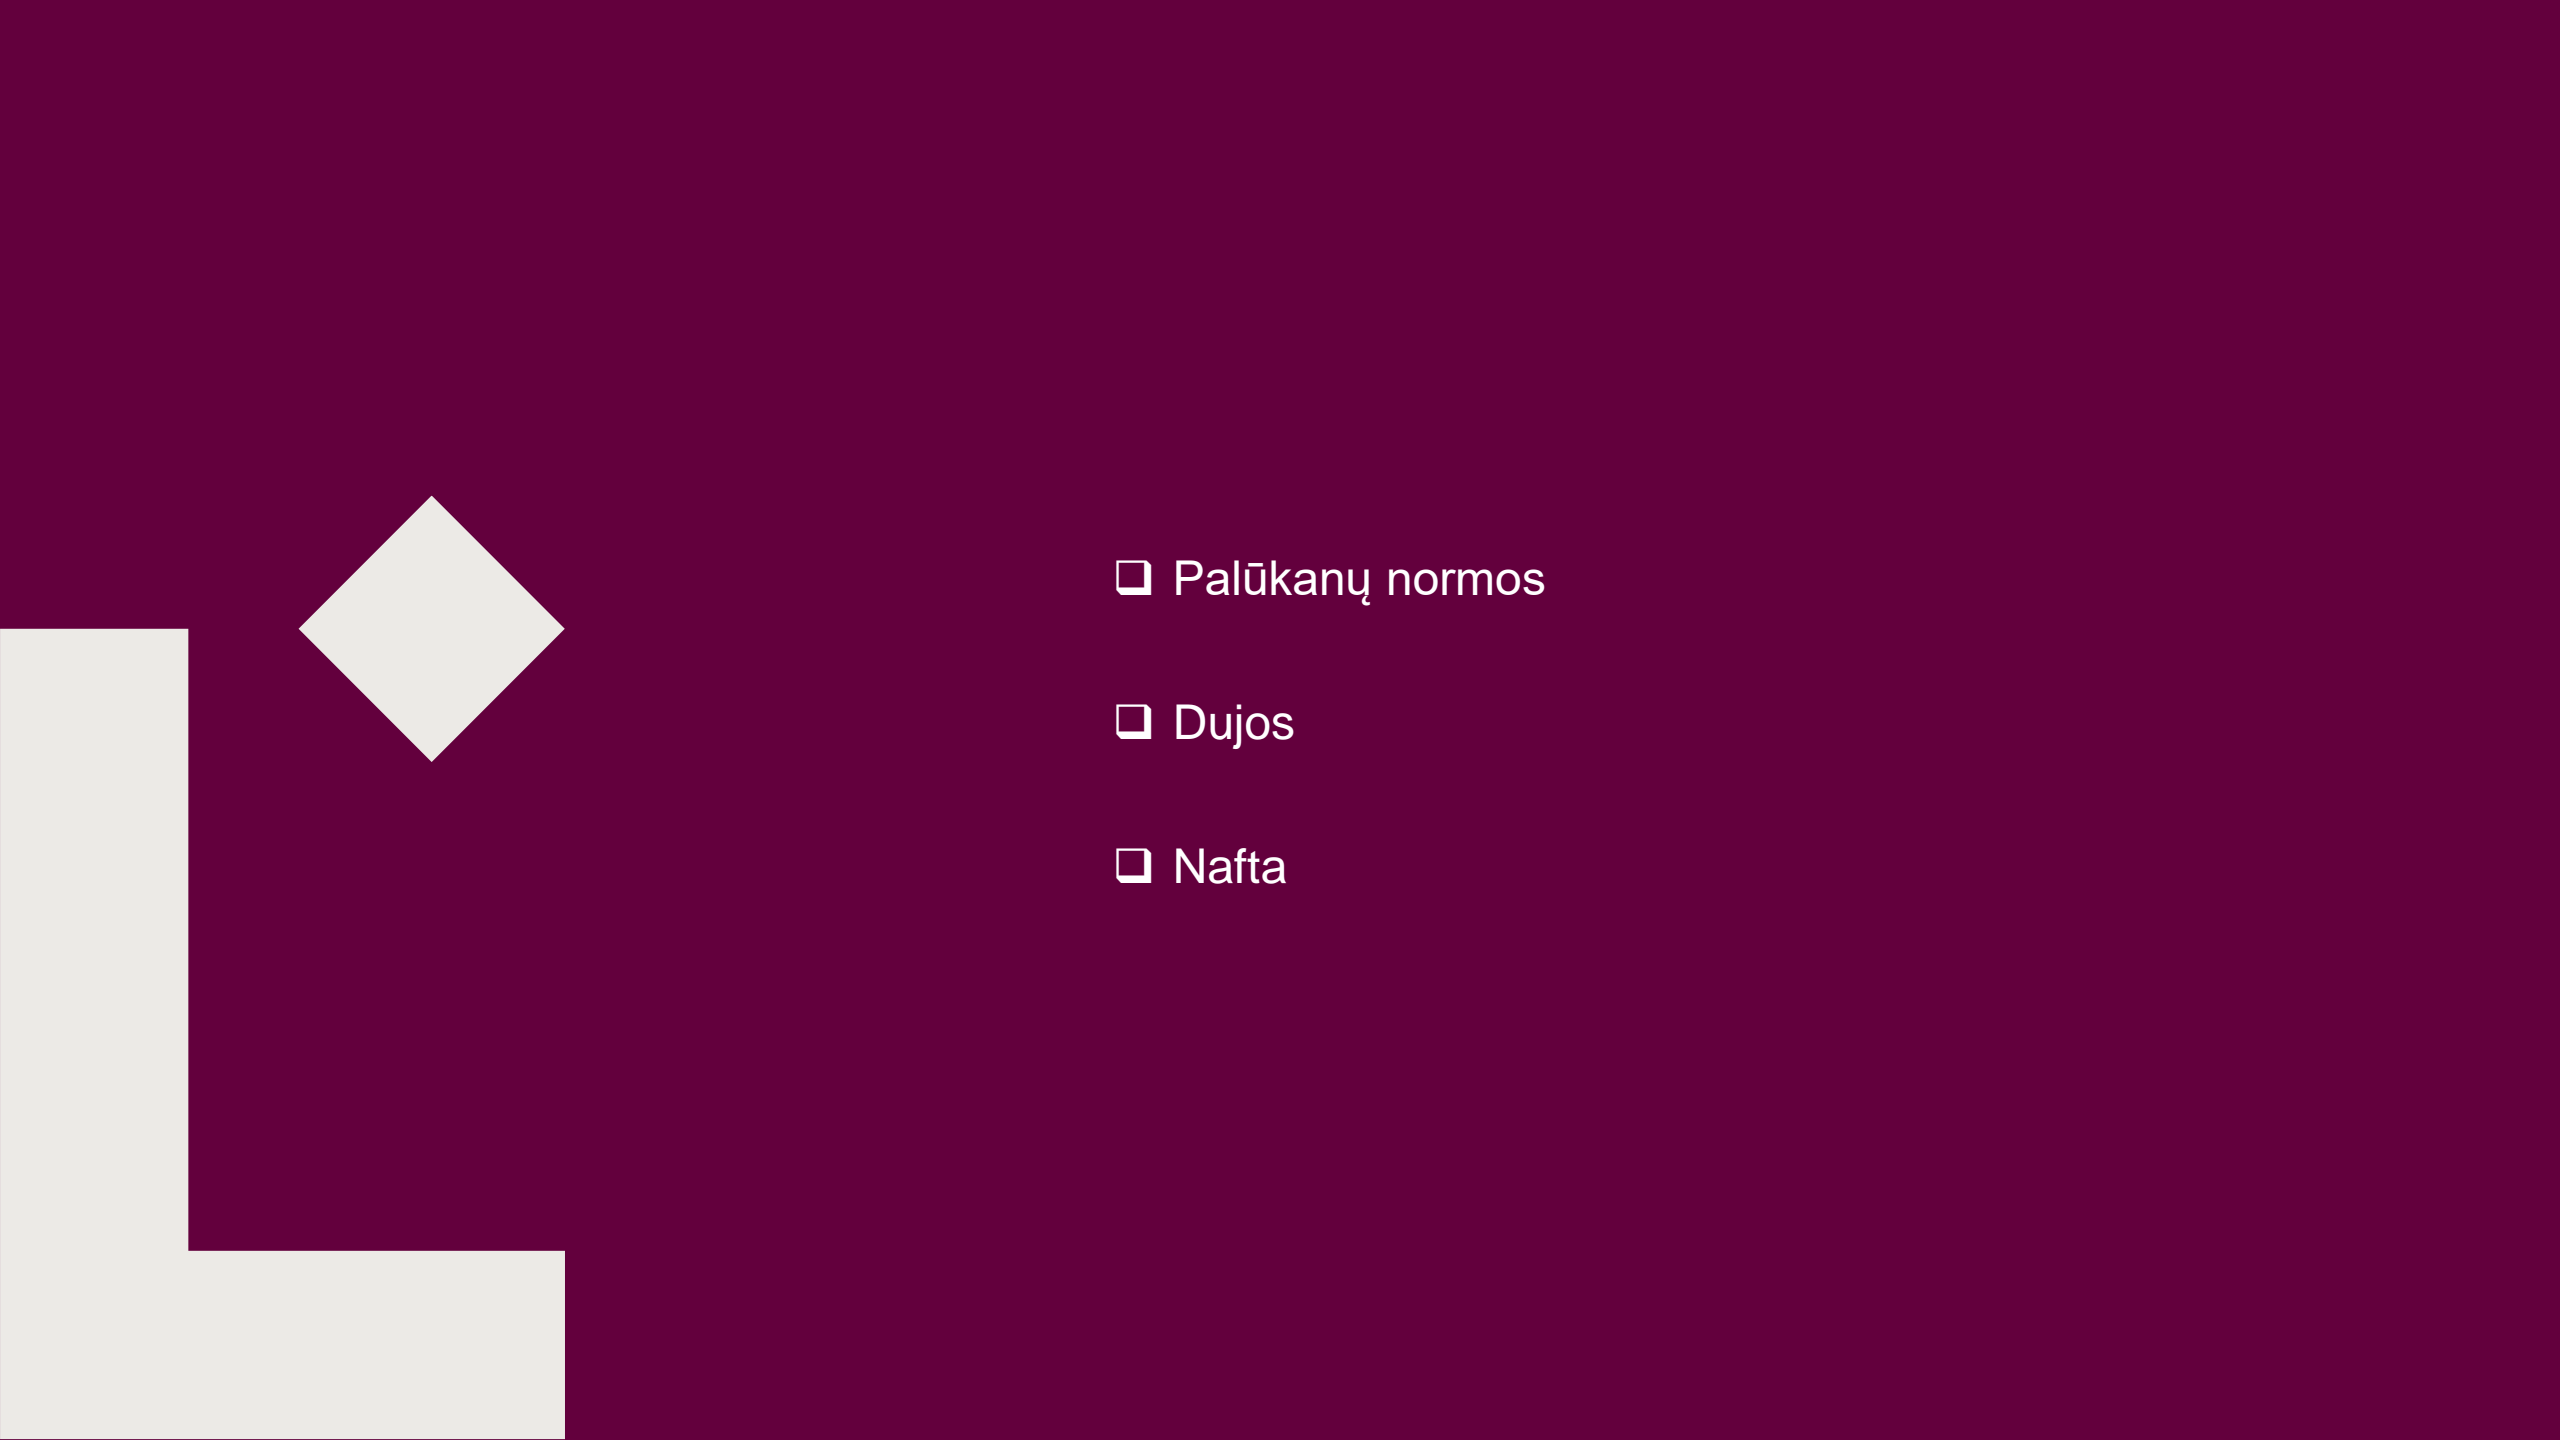 ❑ Palūkanų normos
❑ Dujos
❑ Nafta